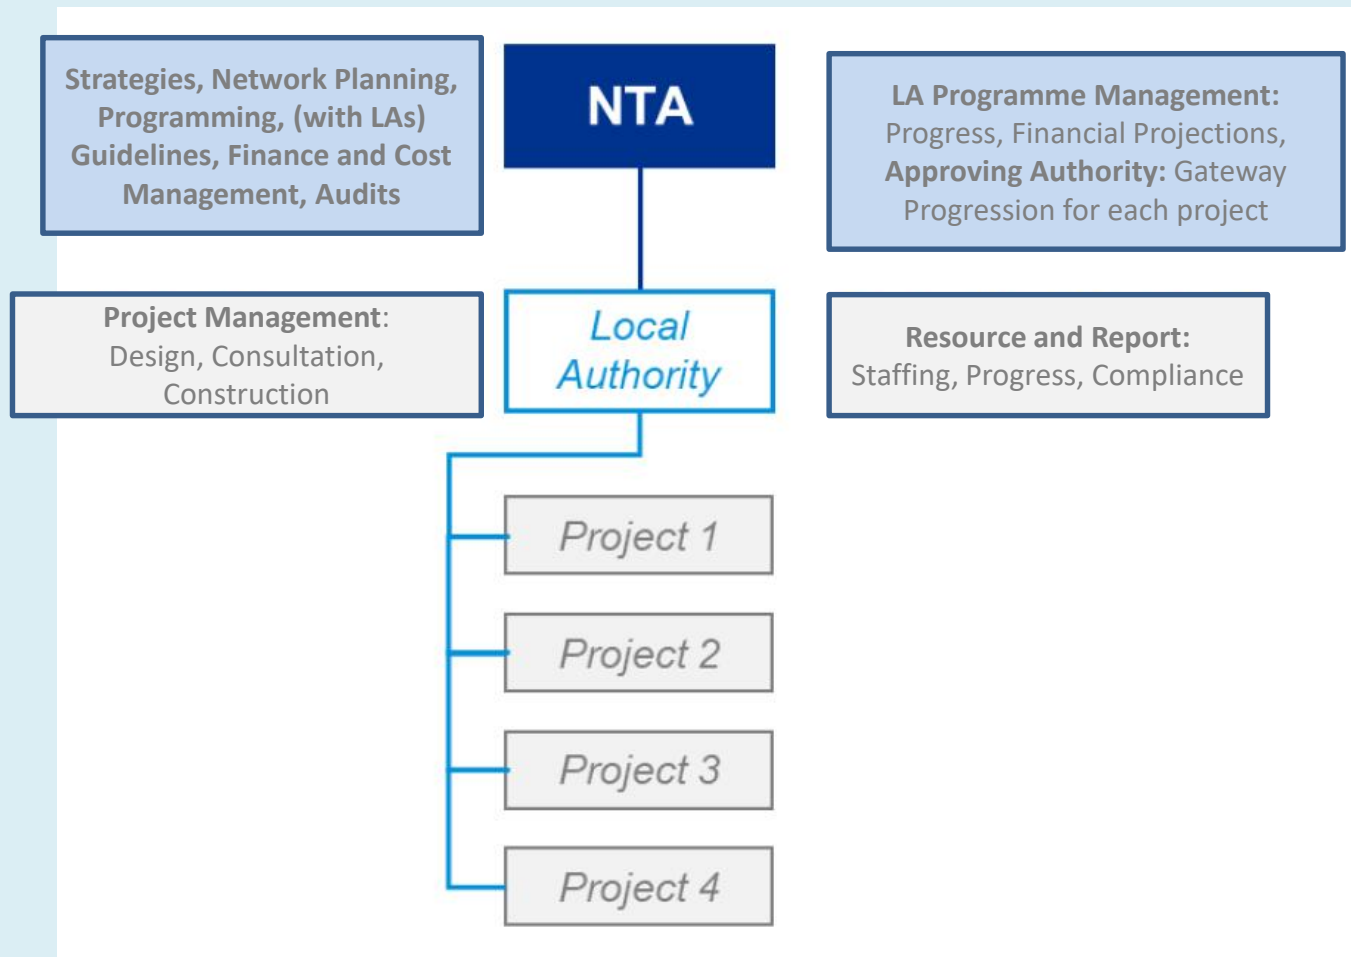 Strategies, Network Planning,
Programming, (with LAs)
Guidelines, Finance and Cost
Management, Audits
NTA
LA Programme Management:
Progress, Financial Projections,
Approving Authority: Gateway
Progression for each project
Project Management:
Design, Consultation,
Construction
Local
Authority
Resource and Report:
Staffing, Progress, Compliance
Project 1
Project 2
Project 3
Project 4